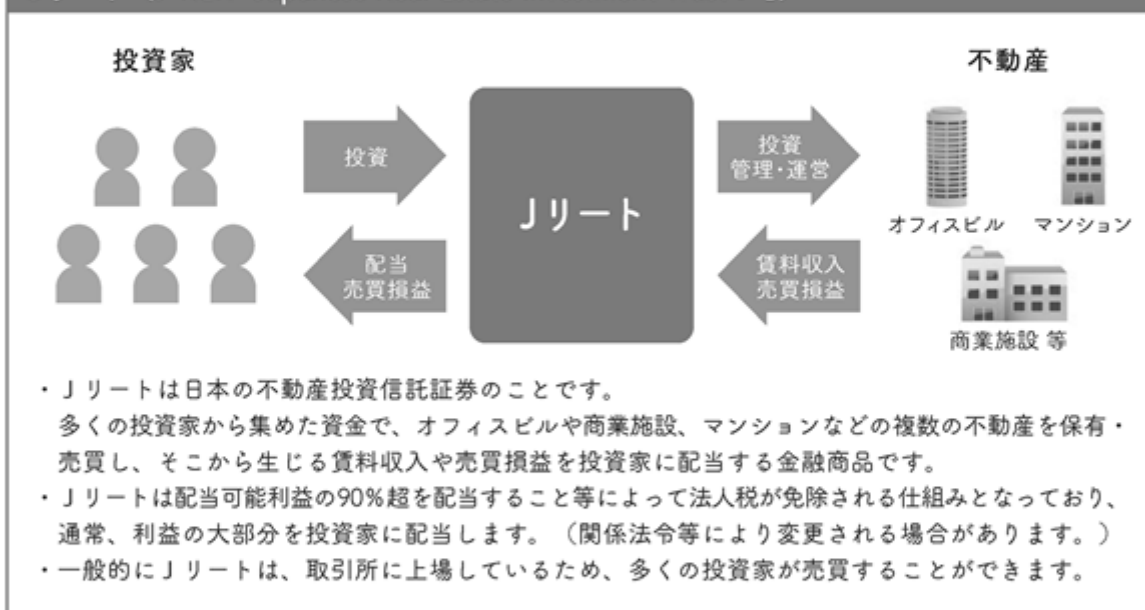 投資家
不動産
投資
投資
管理・運営
Jリート
オフィスビル
マンション
配当
売買損益
賃料収入
売買損益
商業施設 等
・Jリートは日本の不動産投資信託証券のことです。
多くの投資家から集めた資金で、オフィスビルや商業施設、マンションなどの複数の不動産を保有・
売買し、そこから生じる賃料収入や売買損益を投資家に配当する金融商品です。
・Jリートは配当可能利益の90%超を配当すること等によって法人税が免除される仕組みとなっており、
通常、利益の大部分を投資家に配当します。（関係法令等により変更される場合があります。）
・一般的にJリートは、取引所に上場しているため、多くの投資家が売買することができます。